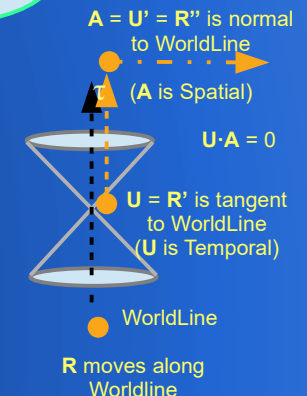 A = U' = R'' is normal
to WorldLine
τ
(A is Spatial)
U·A = 0
U = R' is tangent
to WorldLine
(U is Temporal)
WorldLine
R moves along
Worldline